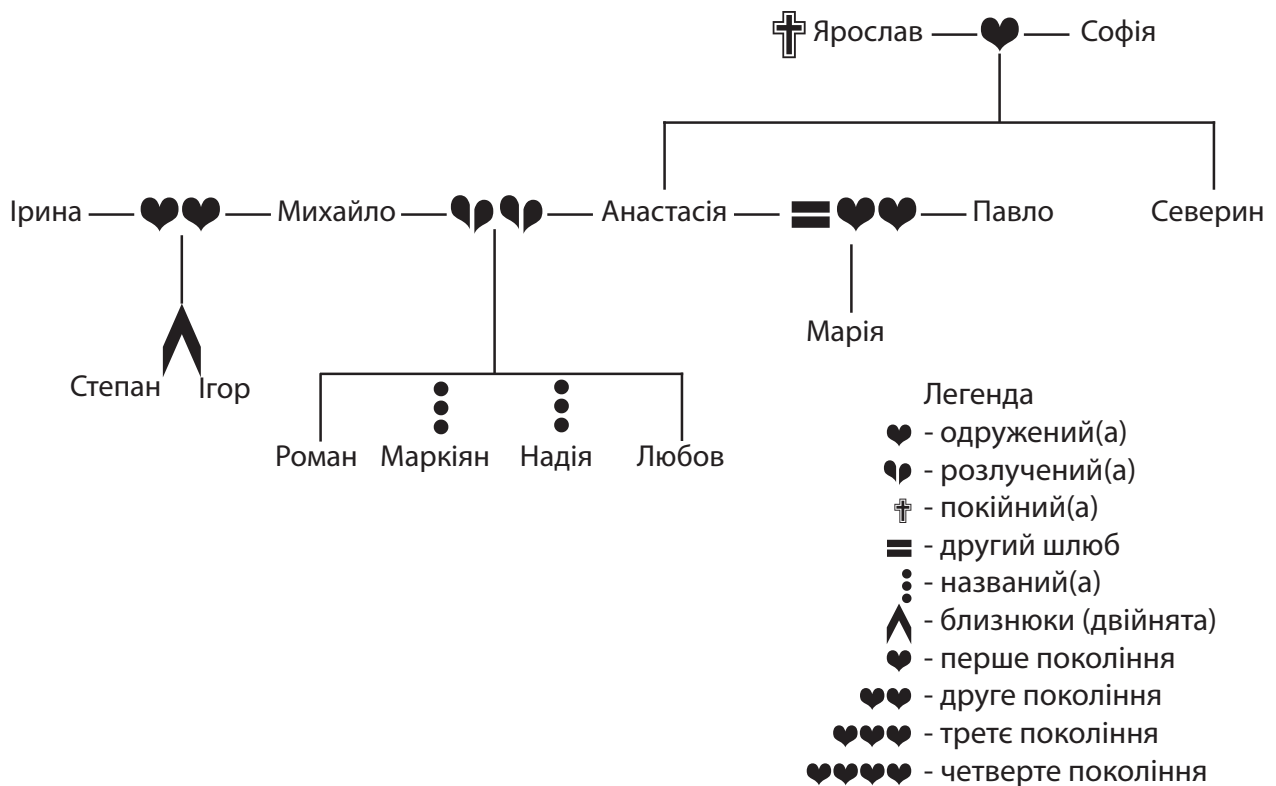 Ярослав Софія
Ірина Михайло Анастасія Павло Северин
Марія
Степан Ігор
Роман Маркіян Надія Любов
Легенда
- одружений(а)
- розлучений(а)
- покійний(а)
- другий шлюб
- названий(а)
- близнюки (двійнята)
- перше покоління
- друге покоління
- третє покоління
- четверте покоління